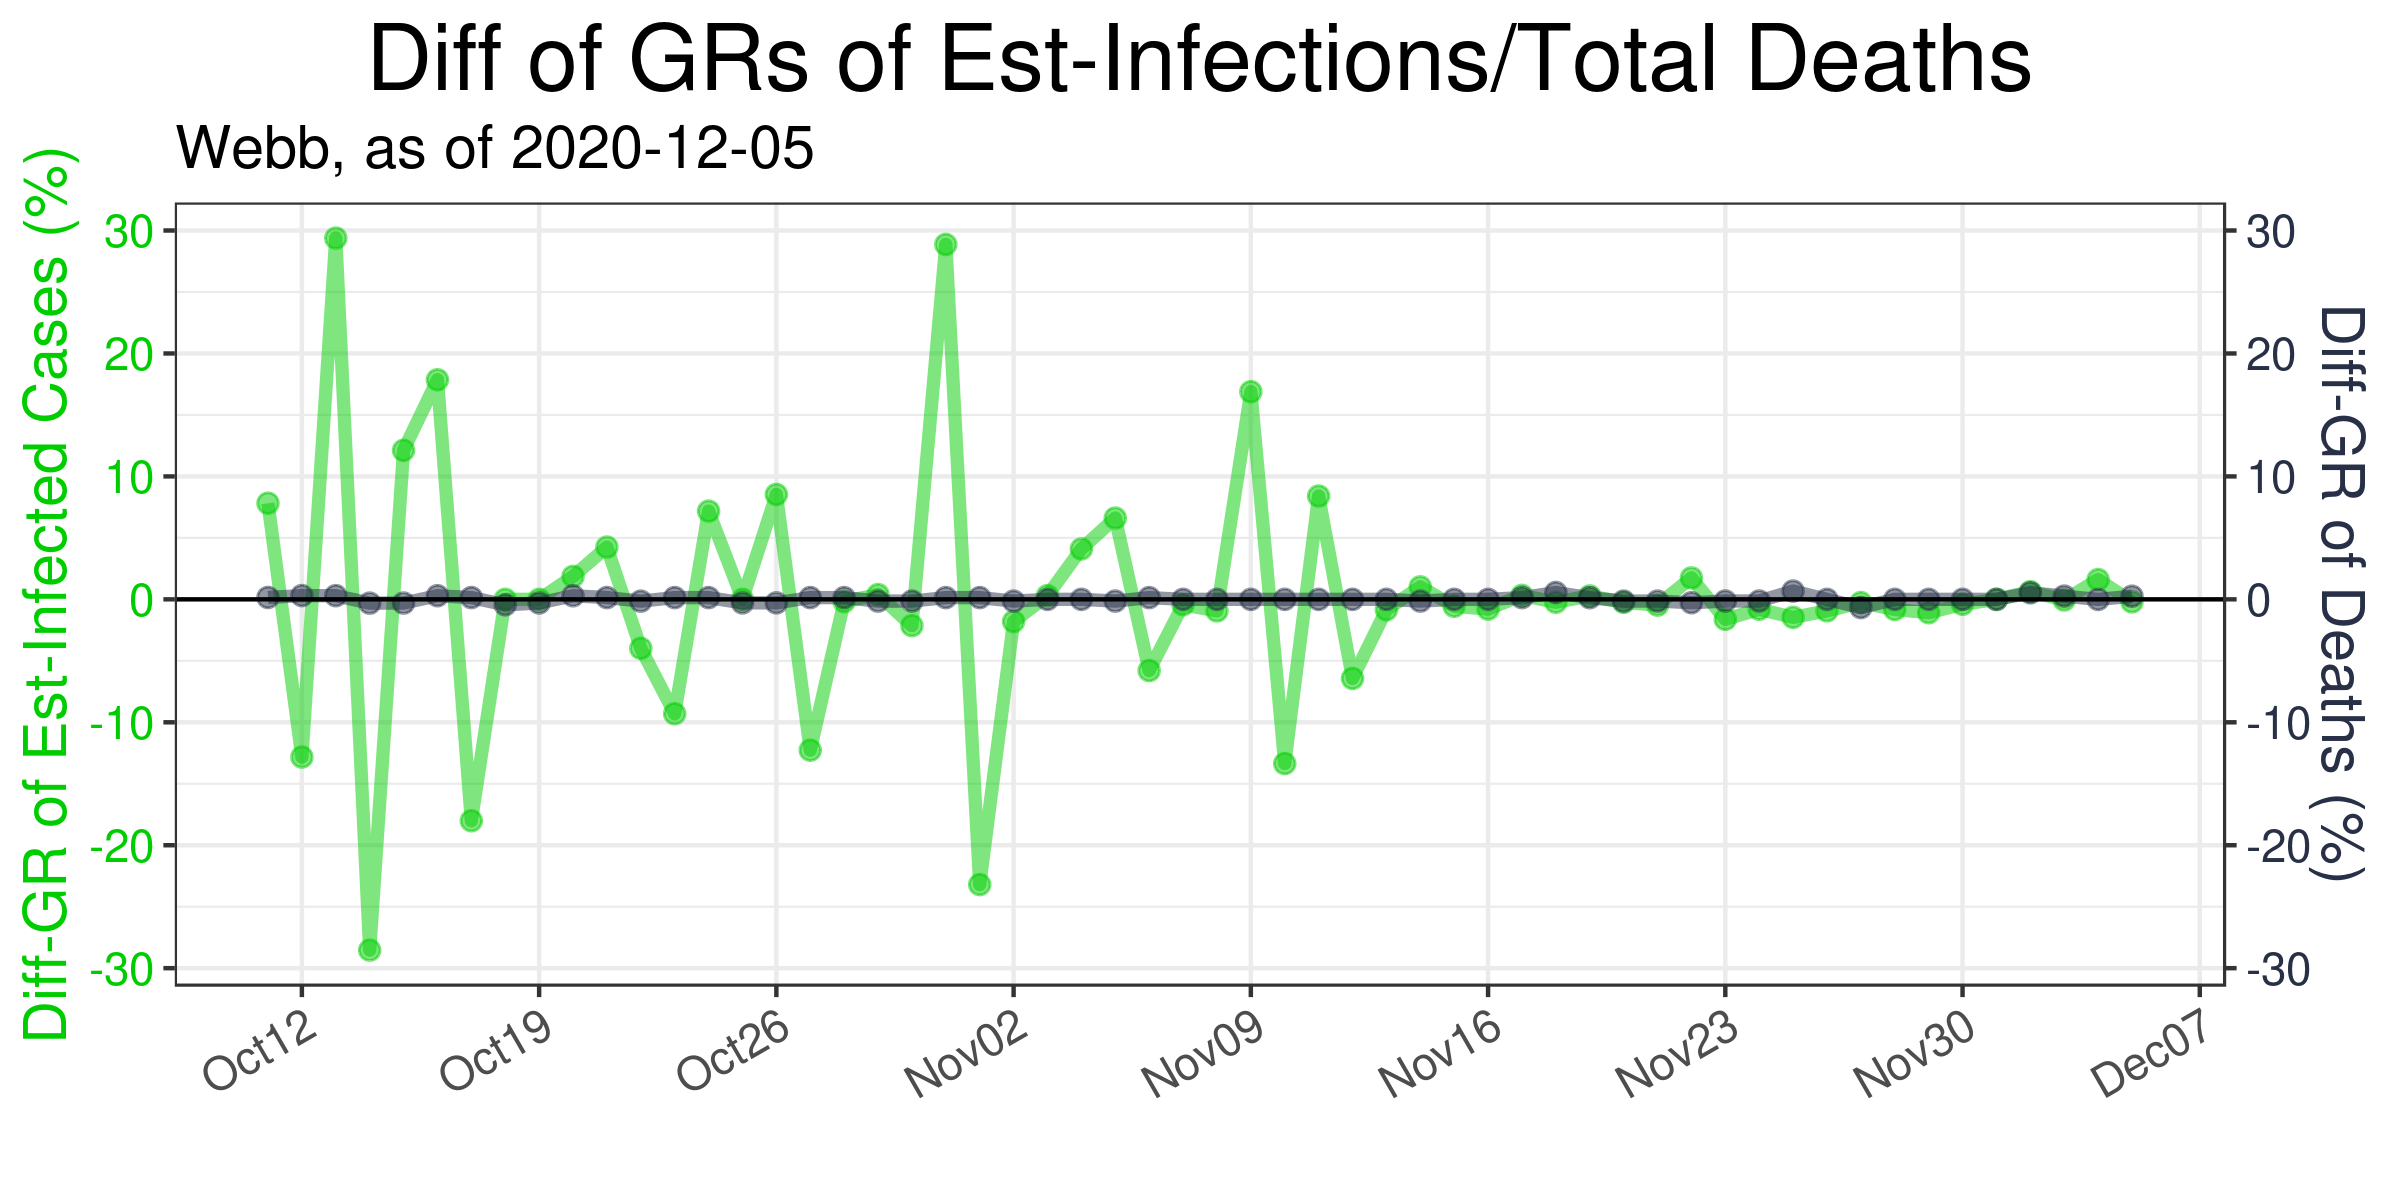 Diff of GRs of Est-Infections/Total Deaths
Webb, as of 2020-12-05
Diff-GR of Est-Infected Cases (%)
30
20
10
0
-10
-20
-30
30
20
10
0
-10
-20
-30
Diff-GR of Deaths (%)
Oct12
Oct19
Oct26
Nov02
Nov09
Nov16
Nov23
Nov30
Dec07